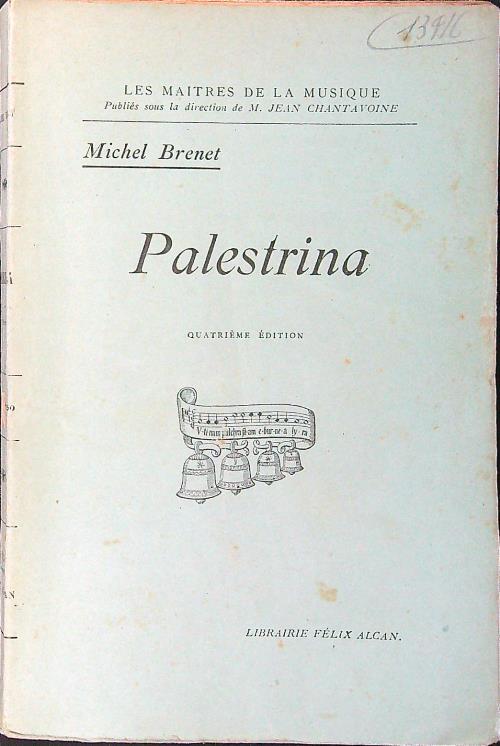 13416
LES MAITRES DE LA MUSIQUE
Publiés sous la direction de M. JEAN CHANTAVOINE
Michel Brenet
Palestrina
QUATRIÈME ÉDITION
LIBRAIRIE FÉLIX ALCAN.